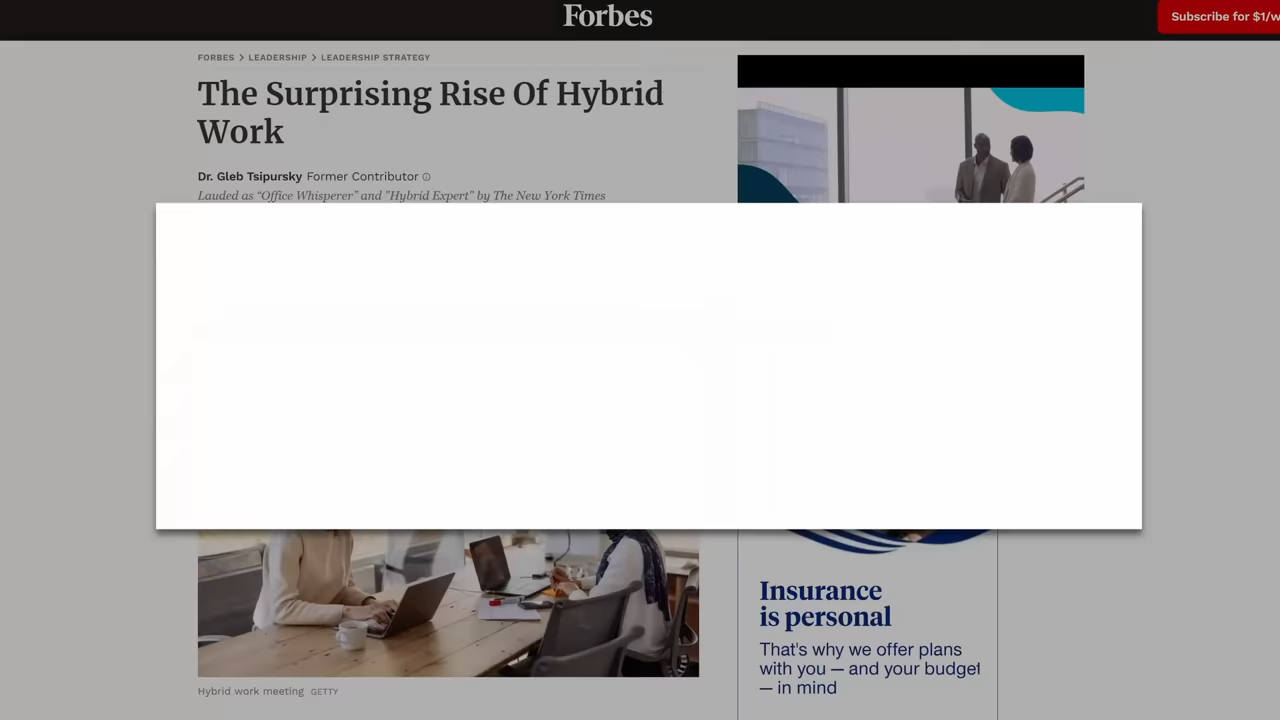 Forbes
Subscribe for $1/w
FORBES > LEADERSHIP > LEADERSHIP STRATEGY
The Surprising Rise Of Hybrid
Work
Dr. Gleb Tsipursky Former Contributor
Lauded as “Office Whisperer” and "Hybrid Expert" by The New York Times
Hybrid work meeting GETTY
Insurance
is personal
That's why we offer plans
with you — and your budget
— in mind